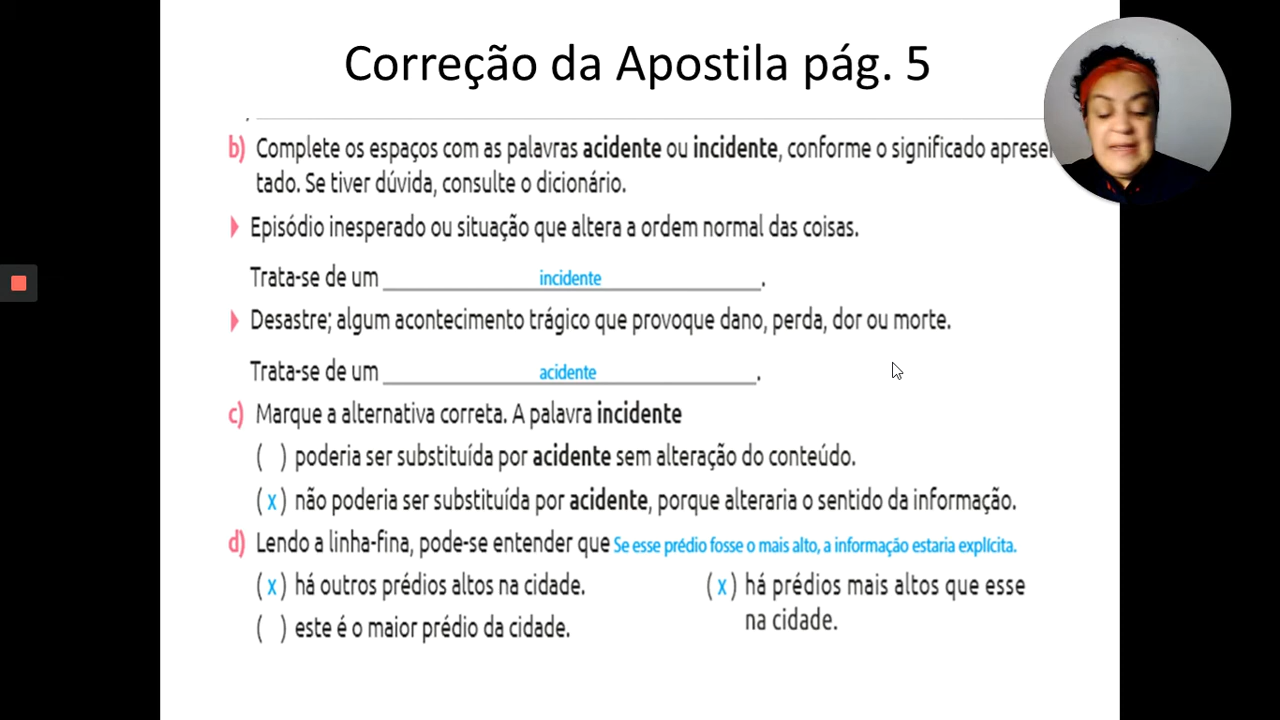 Correção da Apostila pág. 5
b) Complete os espaços com as palavras acidente ou incidente, conforme o significado
tado. Se tiver dúvida, consulte o dicionário.
Episódio inesperado ou situação que altera a ordem normal das coisas.
Trata-se de um incidente.
Desastre; algum acontecimento trágico que provoque dano, perda, dor ou morte.
Trata-se de um acidente.
c) Marque a alternativa correta. A palavra incidente
( ) poderia ser substituída por acidente sem alteração do conteúdo.
(x) não poderia ser substituída por acidente, porque alteraria o sentido da informação.
d) Lendo a linha-fina, pode-se entender que Se esse prédio fosse o mais alto, a informação estaria explícita.
(x) há outros prédios altos na cidade. (x) há prédios mais altos que esse
( ) este é o maior prédio da cidade. na cidade.